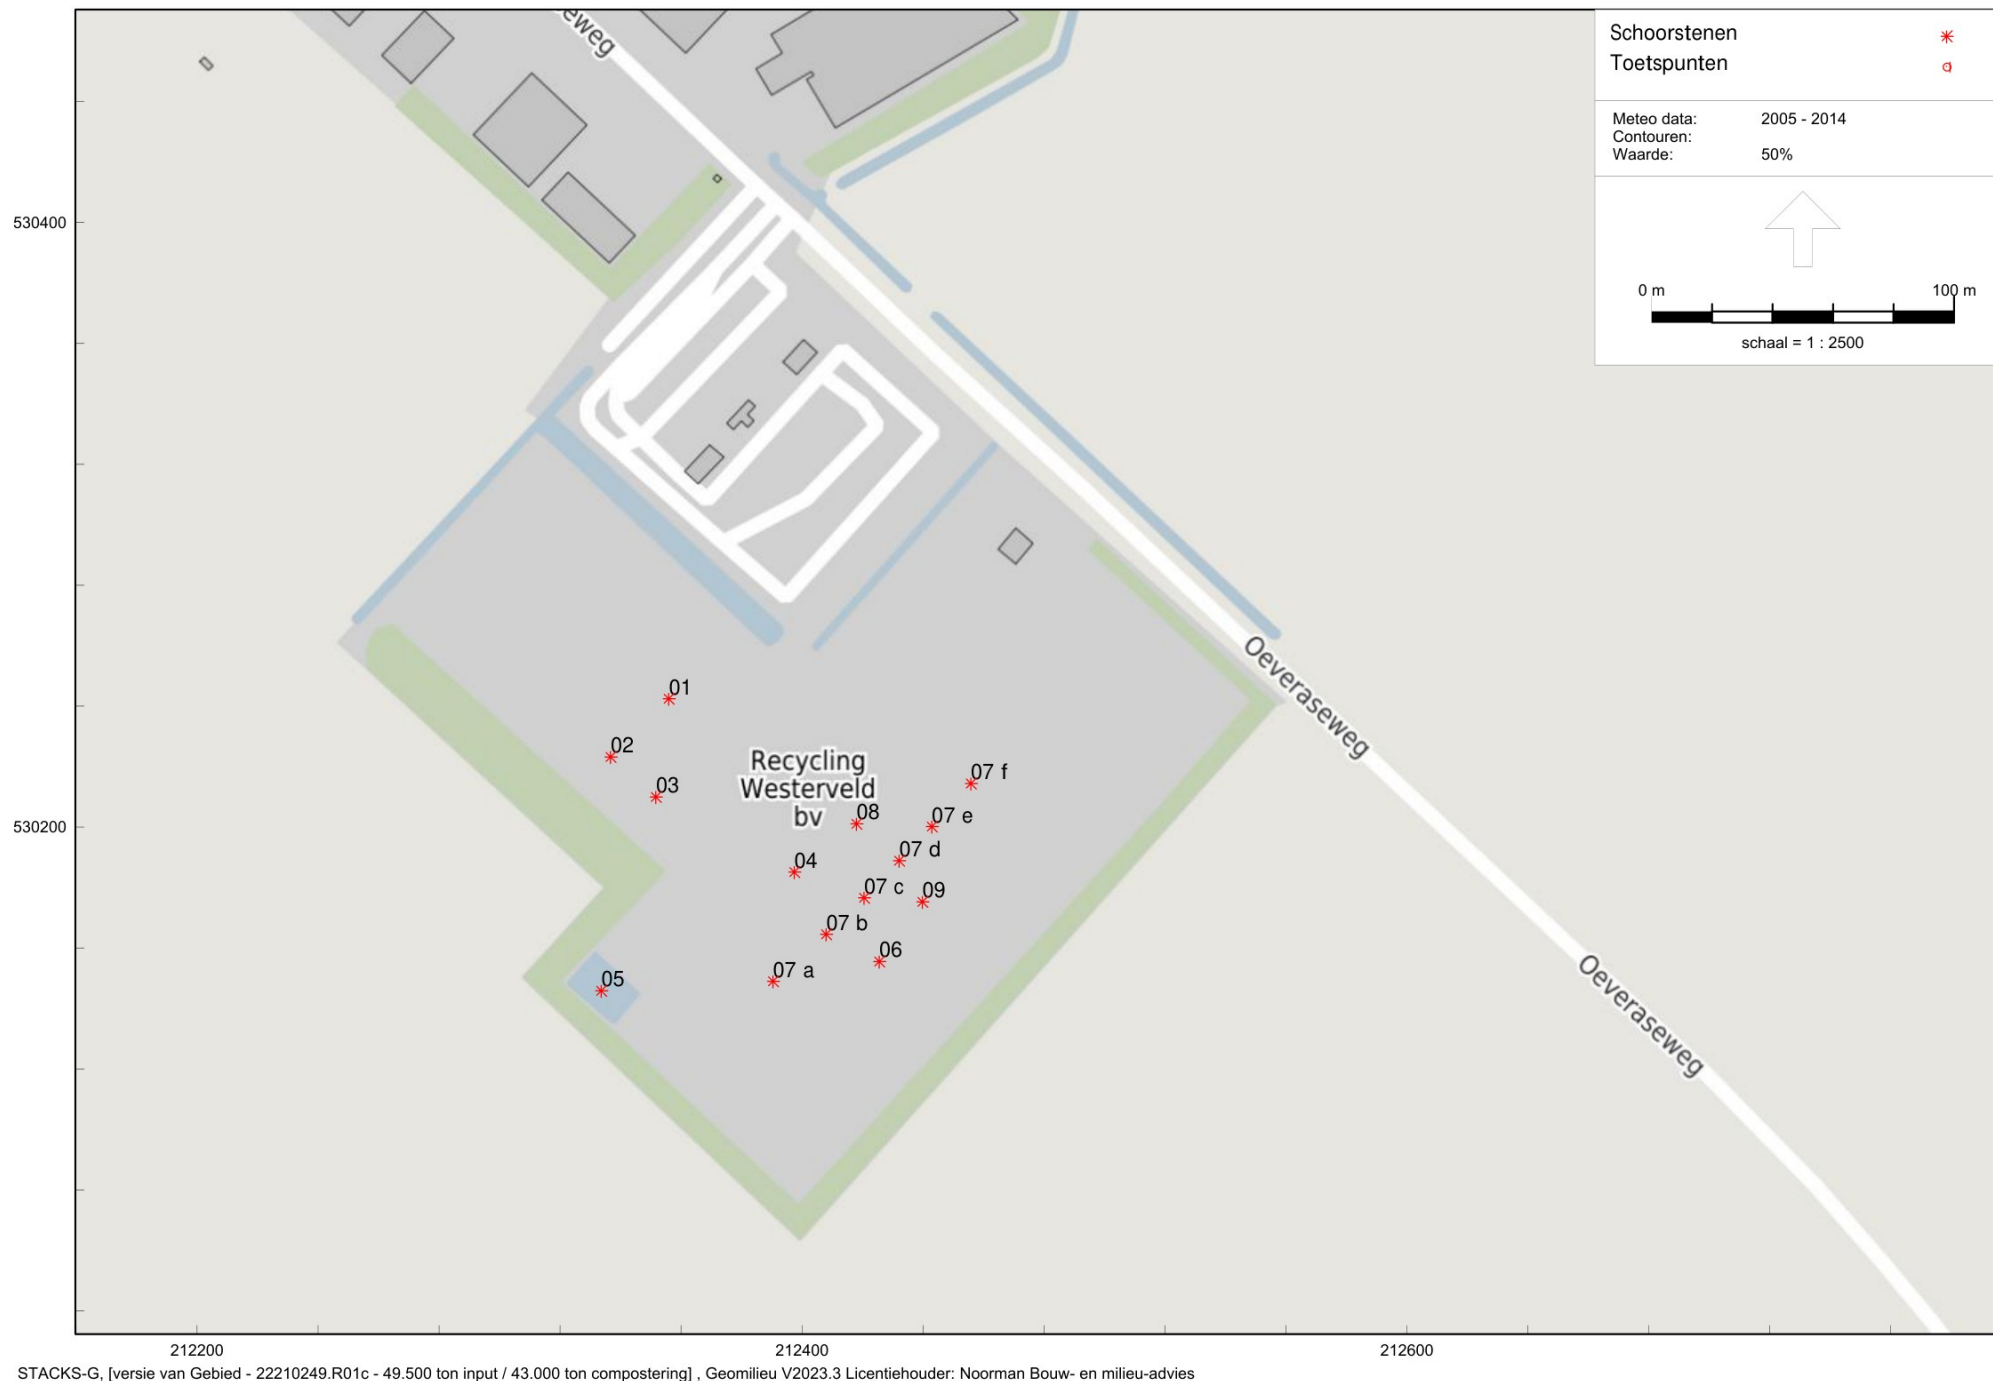 eweg
Schoorstenen
Toetspunten
Meteo data: 2005 - 2014
Contouren:
Waarde: 50%
0 m 100 m
schaal = 1 : 2500
530400
Oeveraseweg
01
02
03
Recycling
Westerveld
bv
07 f
08
07 e
530200
07 d
04
07 c
09
07 b
06
07 a
05
Oeveraseweg
212200 212400 212600
STACKS-G, [versie van Gebied - 22210249.R01c - 49.500 ton input / 43.000 ton compostering] , Geomilieu V2023.3 Licentiehouder: Noorman Bouw- en milieu-advies